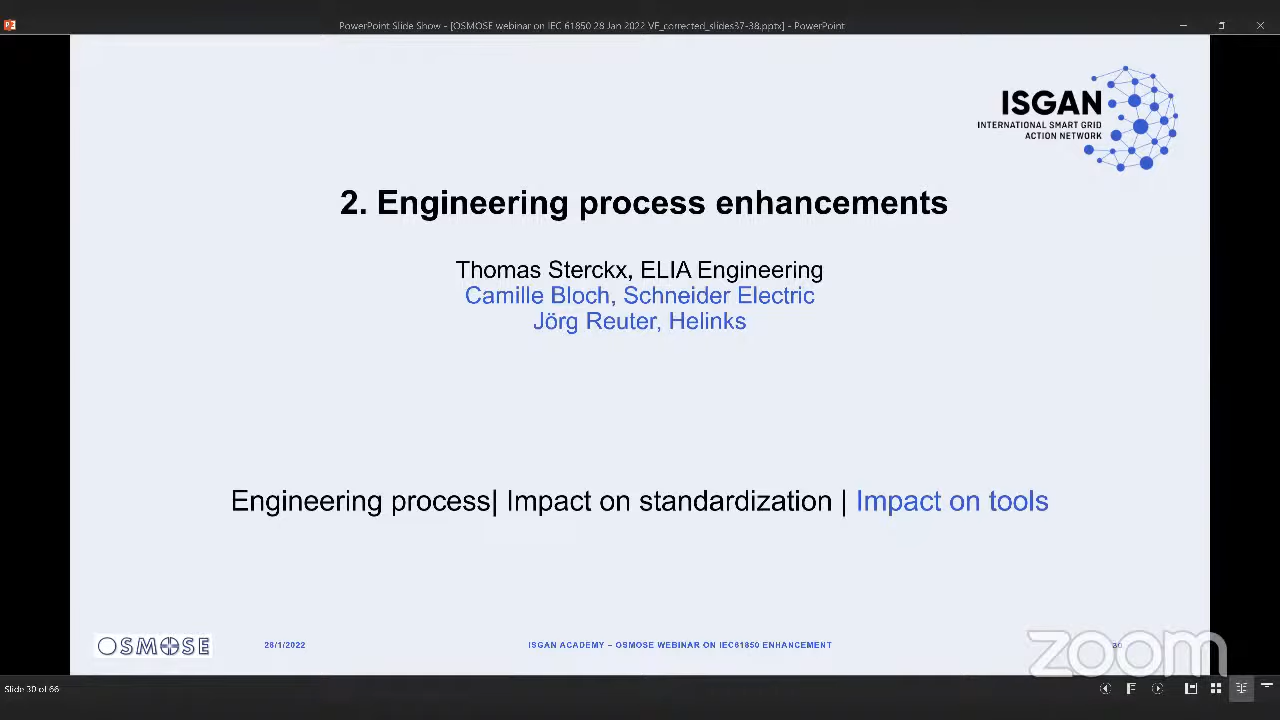 PowerPoint Slide Show - [OSMOSE webinar on IEC 61850 28 Jan 2022 VF_corrected_slides37-38.pptx] - PowerPoint
ISGAN
INTERNATIONAL SMART GRID
ACTION NETWORK
2. Engineering process enhancements
Thomas Sterckx, ELIA Engineering
Camille Bloch, Schneider Electric
Jörg Reuter, Helinks
Engineering process| Impact on standardization | Impact on tools
OSMOSE
28/1/2022
ISGAN ACADEMY – OSMOSE WEBINAR ON IEC61850 ENHANCEMENT
30
zoom
Slide 30 of 66